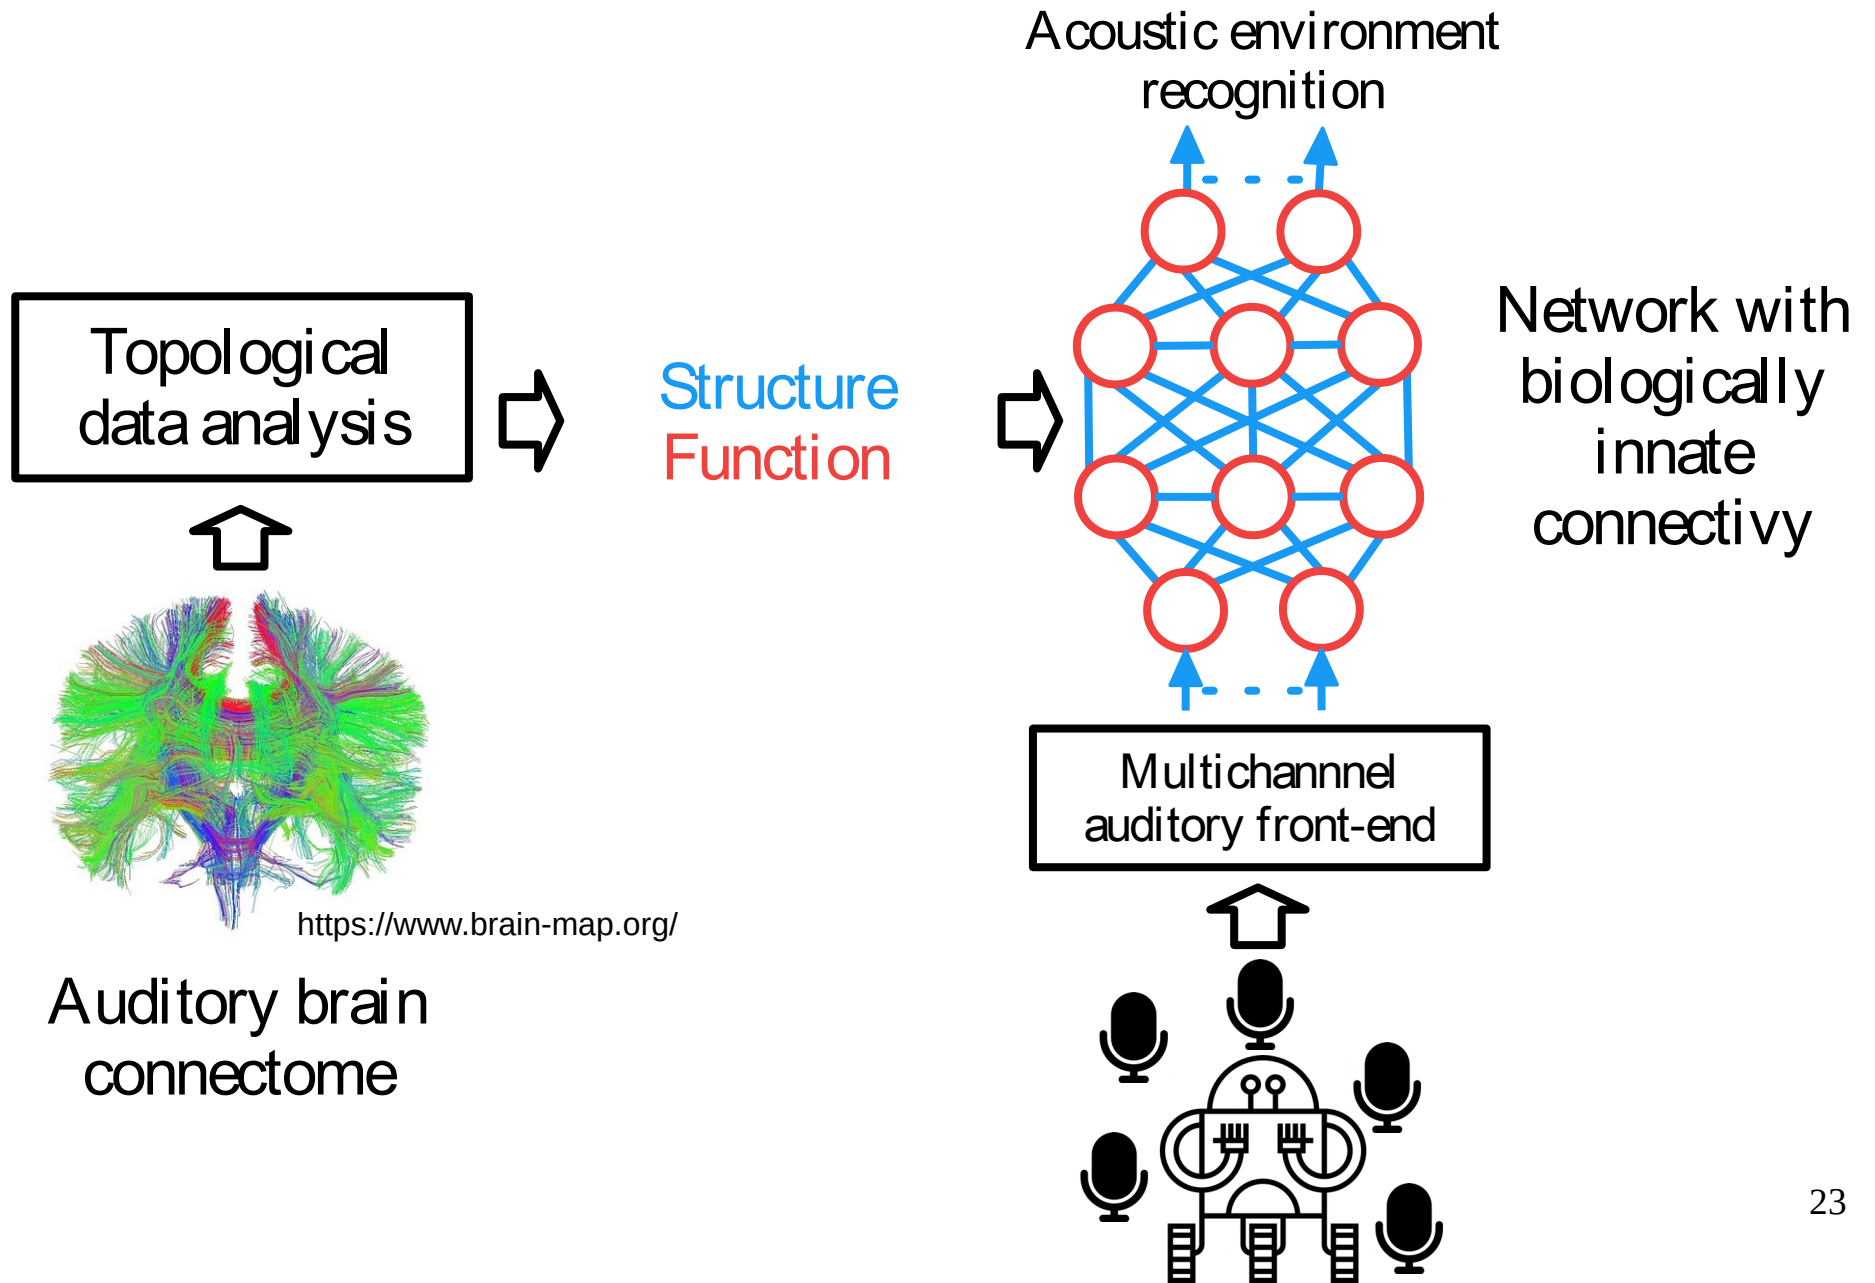 Acoustic environment
recognition
Topological
data analysis
Structure
Function
Network with
biologically
innate
connectivy
Multichannnel
auditory front-end
https://www.brain-map.org/
Auditory brain
connectome
23